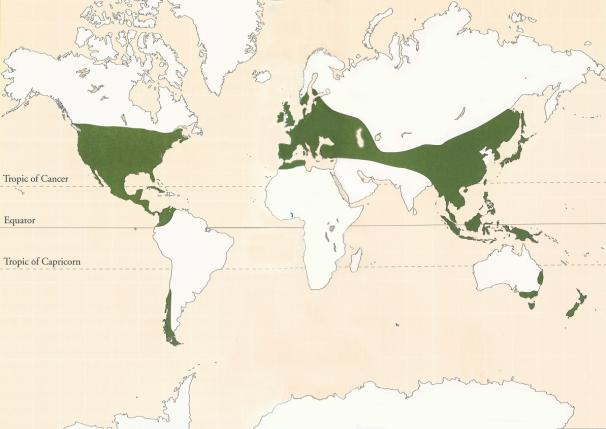 Tropic of Cancer
Equator
Tropic of Capricorn